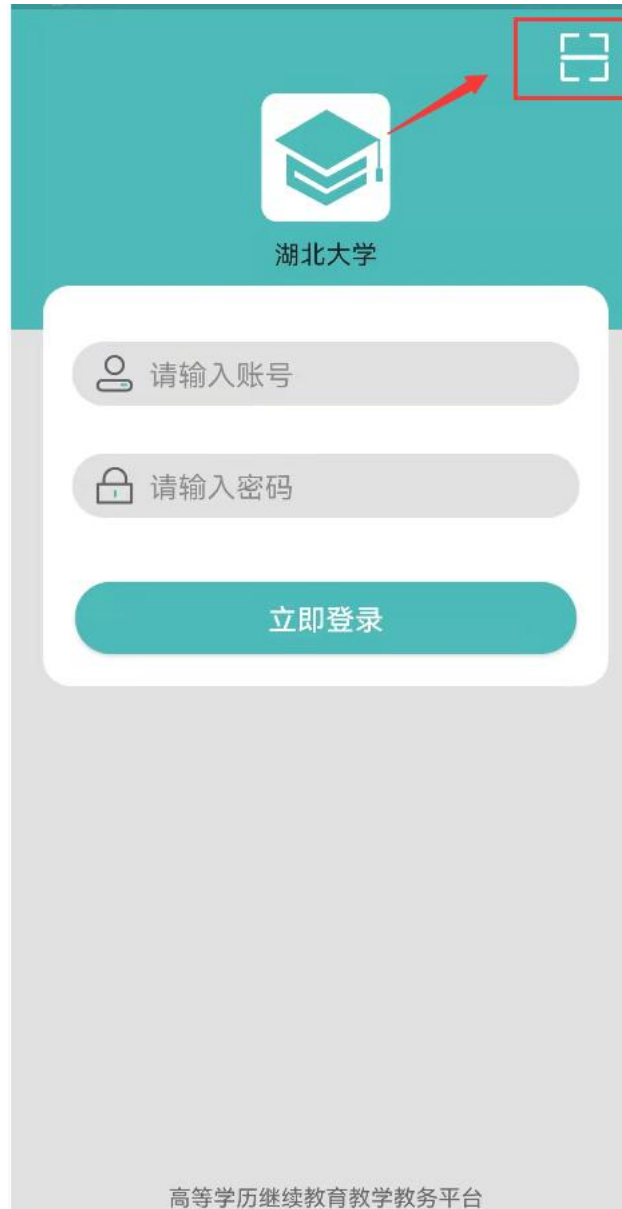 湖北大学
请输入账号
请输入密码
立即登录
高等学历继续教育教学教务平台